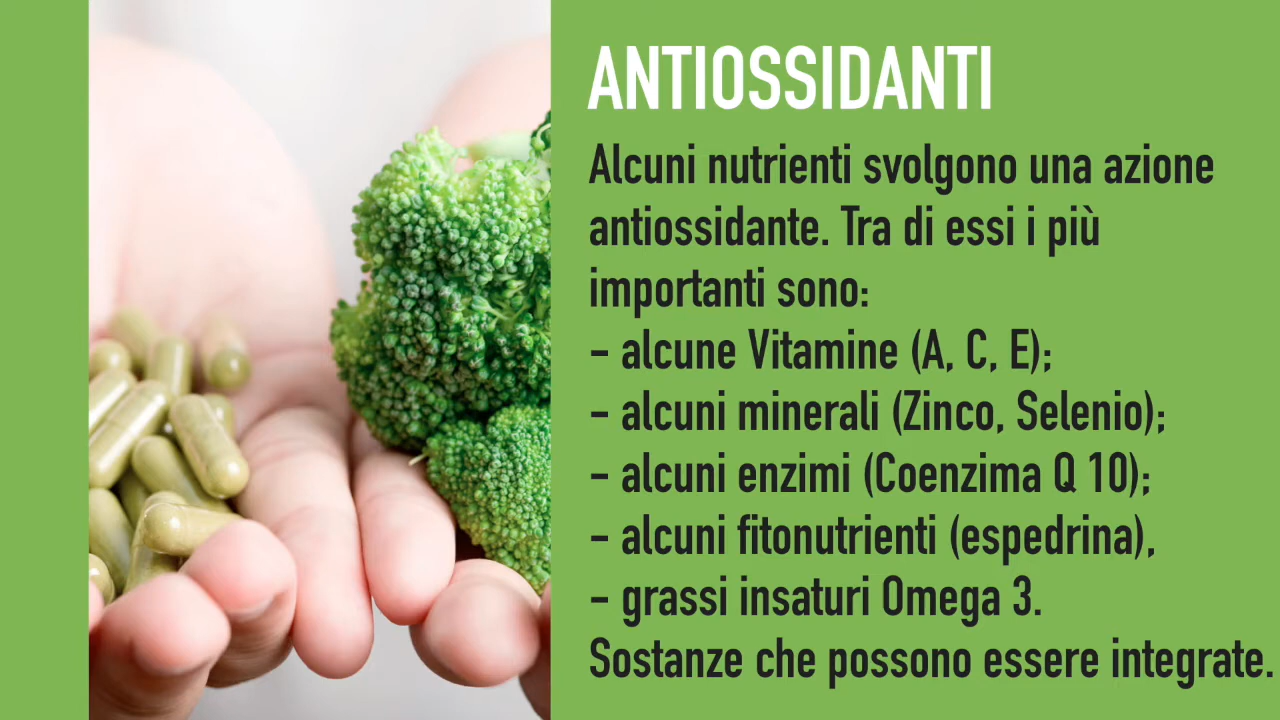 ANTIOSSIDANTI
Alcuni nutrienti svolgono una azione
antiossidante. Tra di essi i più
importanti sono:
- alcune Vitamine (A, C, E);
- alcuni minerali (Zinco, Selenio);
- alcuni enzimi (Coenzima Q 10);
- alcuni fitonutrienti (espedrina),
- grassi insaturi Omega 3.
Sostanze che possono essere integrate.